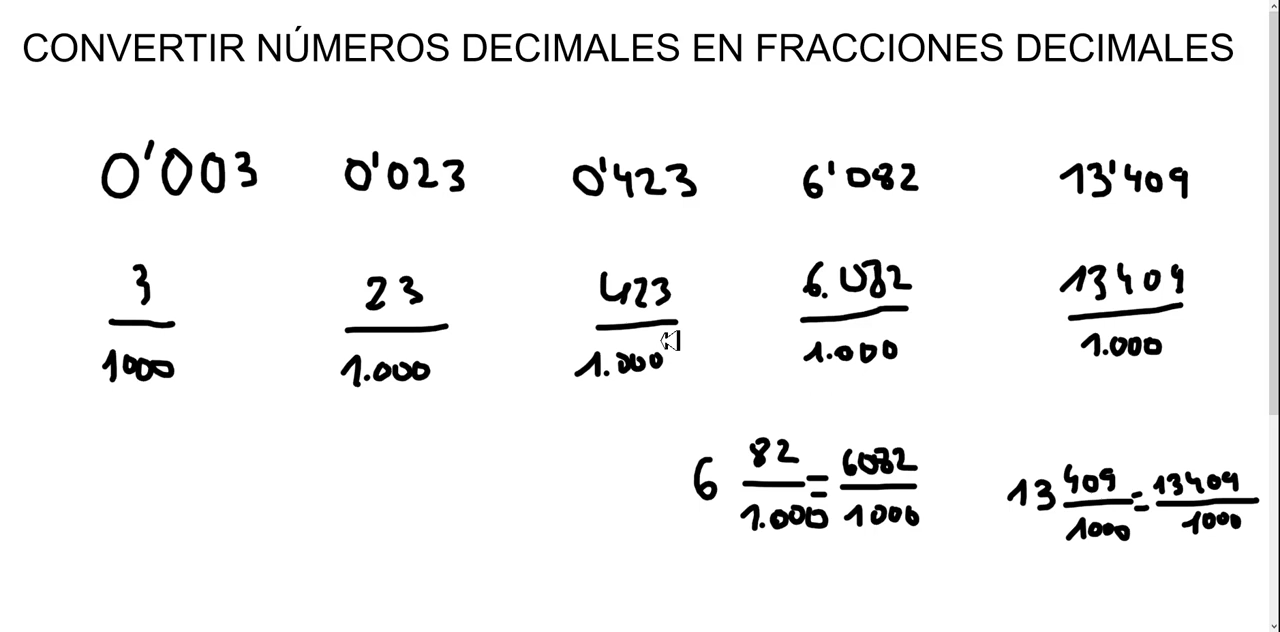 CONVERTIR NÚMEROS DECIMALES EN FRACCIONES DECIMALES
0'003 0'023 0'423 6'082 13'409
3 23 423 6.082 13409
1000 1.000 1.000 1.000 1.000
6 82 = 6082 13 409 = 13409
1.000 1000 1000 1000